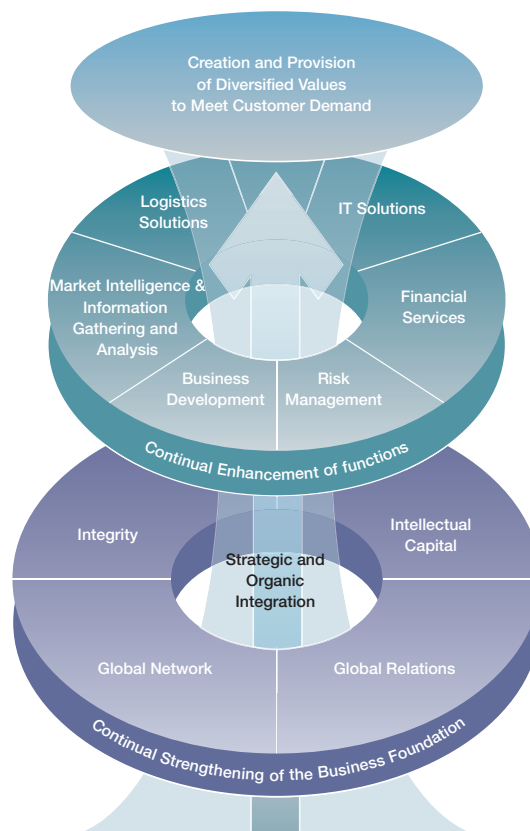 Creation and Provision
of Diversified Values
to Meet Customer Demand
Logistics
Solutions
IT Solutions
Market Intelligence &
Information
Gathering and
Analysis
Financial
Services
Business
Development
Risk
Management
Continual Enhancement of functions
Integrity
Intellectual
Capital
Strategic and
Organic
Integration
Global Network
Global Relations
Continual Strengthening of the Business Foundation